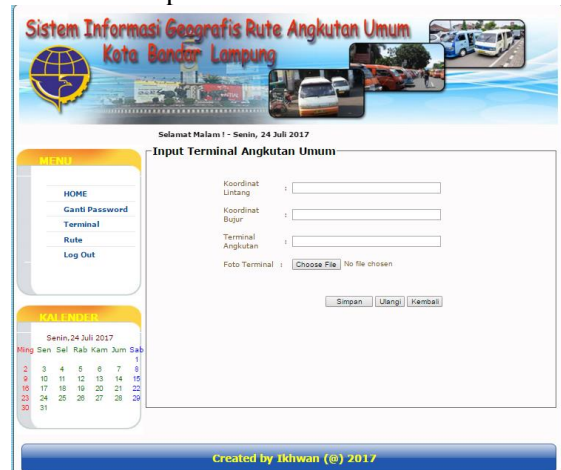 Sistem Informasi Geografis Rute Angkutan Umum
Kota Bandar Lampung
Selamat Malam ! - Senin, 24 Juli 2017
MENU
HOME
Ganti Password
Terminal
Rute
Log Out
Input Terminal Angkutan Umum
Koordinat
Lintang :
Koordinat
Bujur :
Terminal
Angkutan :
Foto Terminal : Choose File No file chosen
Simpan Ulangi Kembali
KALENDER
Senin,24 Juli 2017
Ming Sen Sel Rab Kam Jum Sab
1
2 3 4 5 6 7 8
9 10 11 12 13 14 15
16 17 18 19 20 21 22
23 24 25 26 27 28 29
30 31
Created by Ikhwan (@) 2017